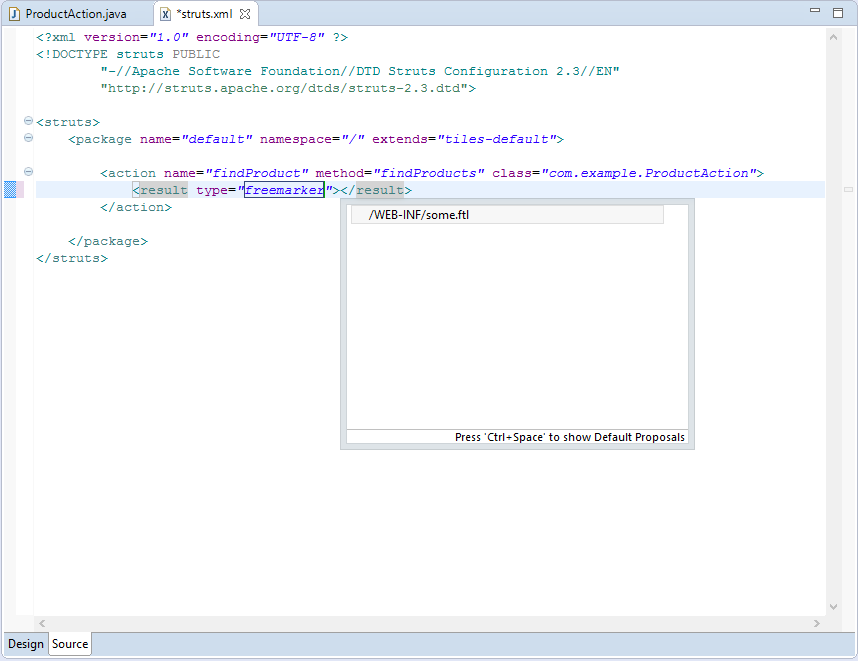 ProductAction.java
*struts.xml
<?xml version="1.0" encoding="UTF-8" ?>
<!DOCTYPE struts PUBLIC
"-//Apache Software Foundation//DTD Struts Configuration 2.3//EN"
"http://struts.apache.org/dtds/struts-2.3.dtd">
<struts>
<package name="default" namespace="/" extends="tiles-default">
<action name="findProduct" method="findProducts" class="com.example.ProductAction">
<result type="freemarker"></result>
</action>
/WEB-INF/some.ftl
</package>
</struts>
Press 'Ctrl+Space' to show Default Proposals
Design
Source